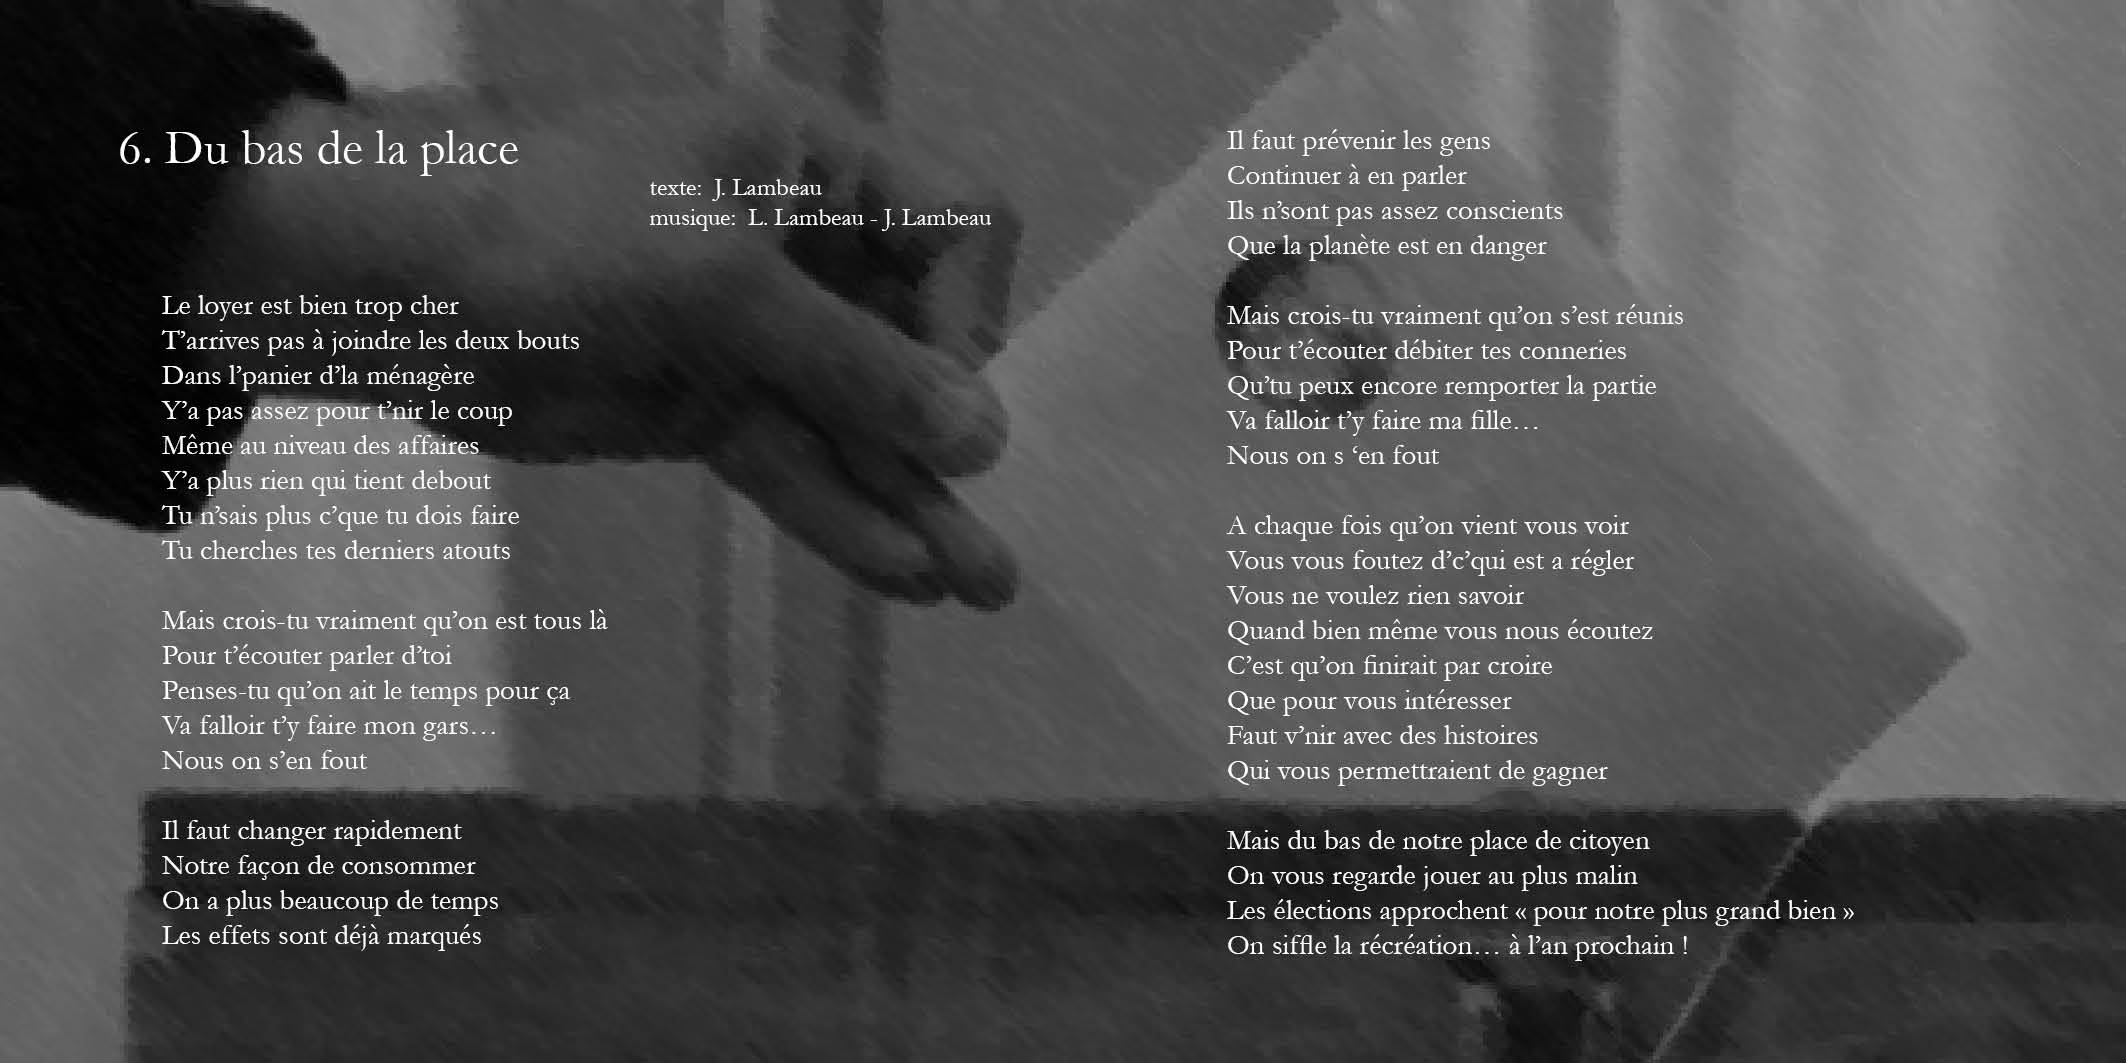 6. Du bas de la place
texte: J. Lambeau
musique: L. Lambeau - J. Lambeau
Le loyer est bien trop cher
T’arrives pas à joindre les deux bouts
Dans l’panier d’la ménagère
Y’a pas assez pour t’nir le coup
Même au niveau des affaires
Y’a plus rien qui tient debout
Tu n’sais plus c’que tu dois faire
Tu cherches tes derniers atouts
Mais crois-tu vraiment qu’on est tous là
Pour t’écouter parler d’toi
Penses-tu qu’on ait le temps pour ça
Va falloir t’y faire mon gars…
Nous on s’en fout
Il faut changer rapidement
Notre façon de consommer
On a plus beaucoup de temps
Les effets sont déjà marqués
Il faut prévenir les gens
Continuer à en parler
Ils n’sont pas assez conscients
Que la planète est en danger
Mais crois-tu vraiment qu’on s’est réunis
Pour t’écouter débiter tes conneries
Qu’tu peux encore remporter la partie
Va falloir t’y faire ma fille…
Nous on s ‘en fout
A chaque fois qu’on vient vous voir
Vous vous foutez d’c’qui est a régler
Vous ne voulez rien savoir
Quand bien même vous nous écoutez
C’est qu’on finirait par croire
Que pour vous intéresser
Faut v’nir avec des histoires
Qui vous permettraient de gagner
Mais du bas de notre place de citoyen
On vous regarde jouer au plus malin
Les élections approchent « pour notre plus grand bien »
On siffle la récréation… à l’an prochain !